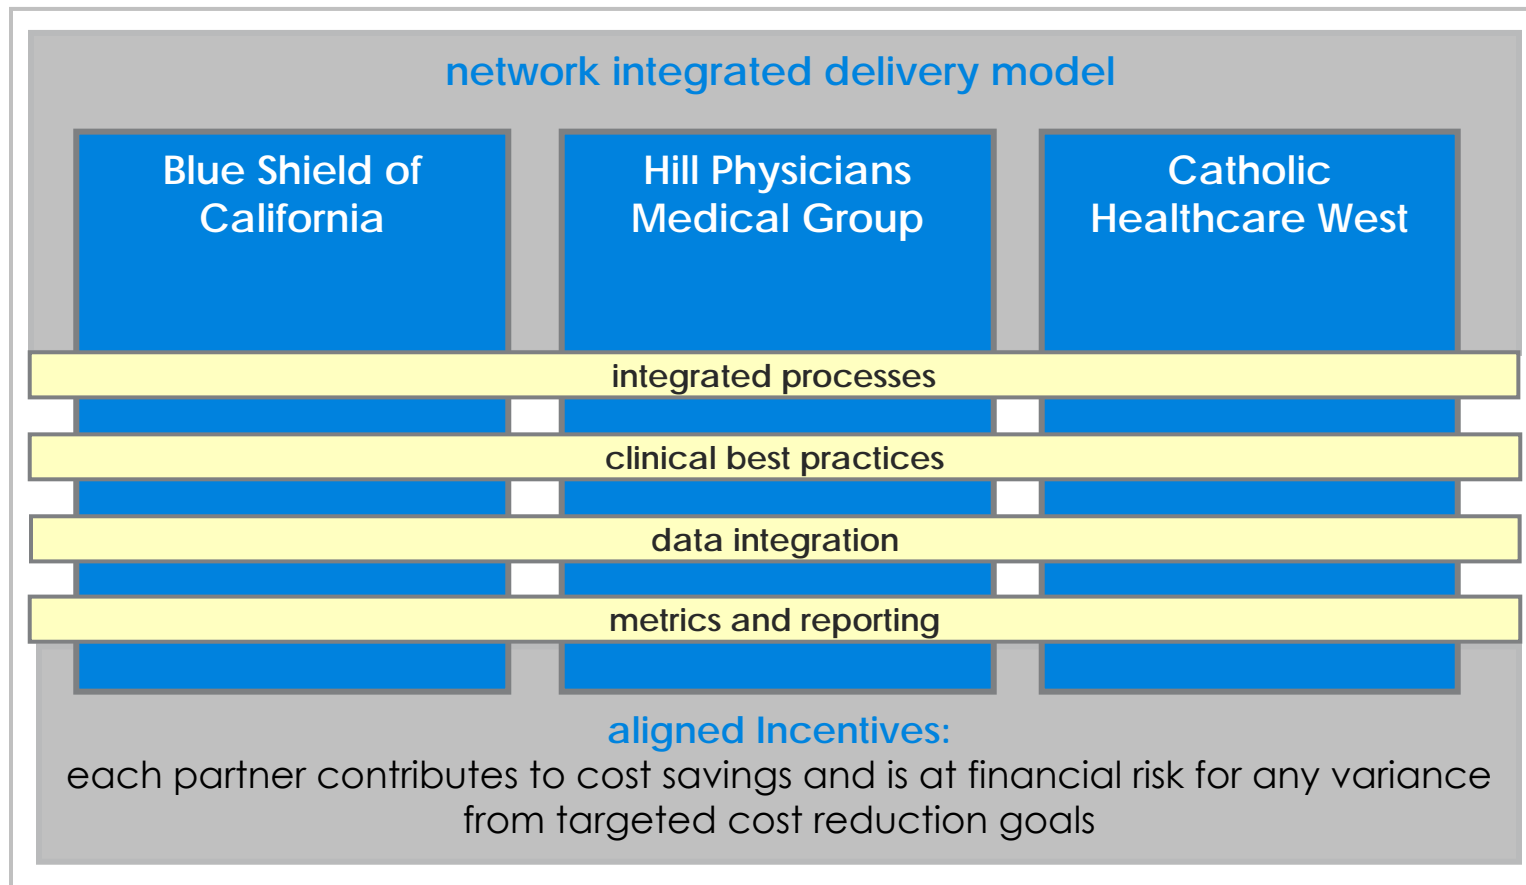 network integrated delivery model
Blue Shield of
California
Hill Physicians
Medical Group
Catholic
Healthcare West
integrated processes
clinical best practices
data integration
metrics and reporting
aligned Incentives:
each partner contributes to cost savings and is at financial risk for any variance
from targeted cost reduction goals